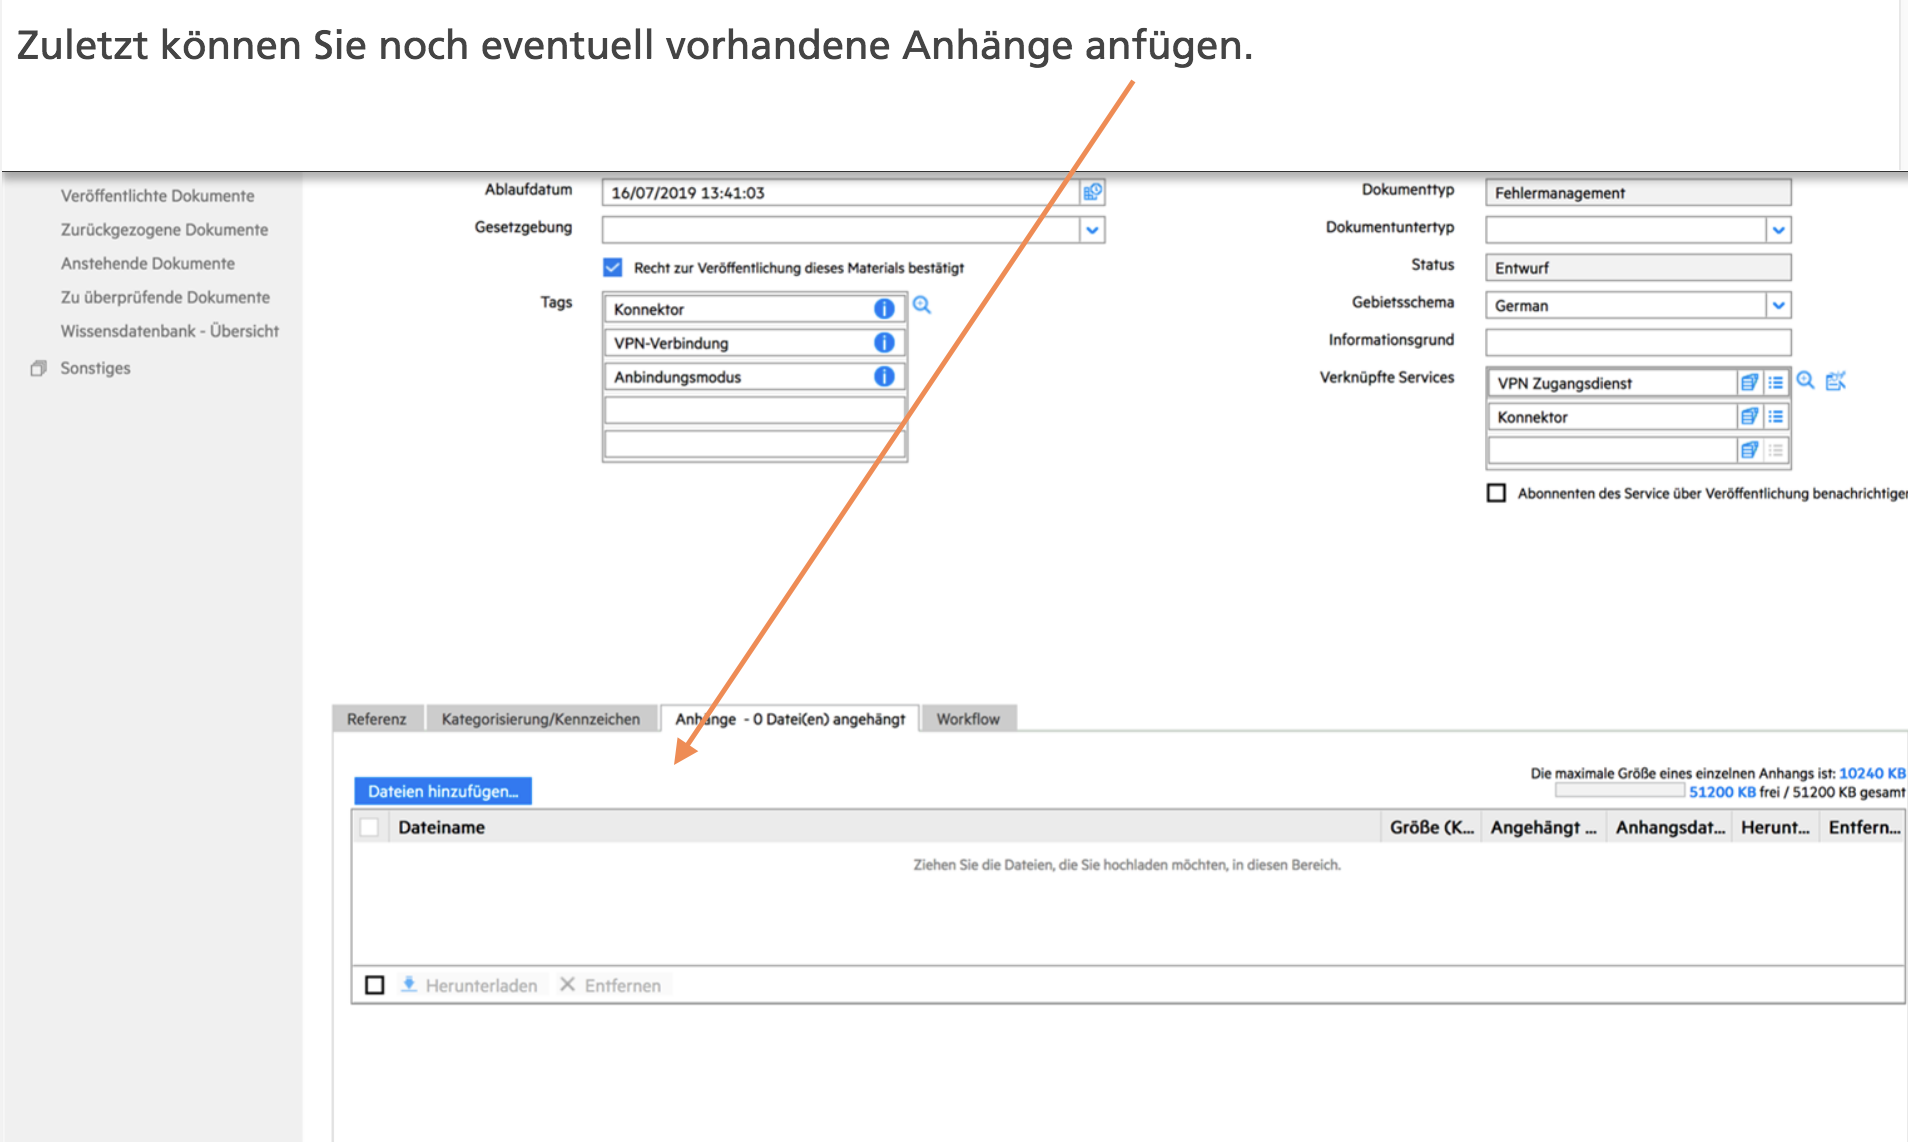 Zuletzt können Sie noch eventuell vorhandene Anhänge anfügen.
Veröffentlichte Dokumente
Zurückgezogene Dokumente
Anstehende Dokumente
Zu überprüfende Dokumente
Wissensdatenbank - Übersicht
Sonstiges
Ablaufdatum 16/07/2019 13:41:03
Gesetzgebung
Recht zur Veröffentlichung dieses Materials bestätigt
Tags Konnektor
VPN-Verbindung
Anbindungsmodus
Dokumenttyp Fehlermanagement
Dokumentuntertyp
Status Entwurf
Gebietsschema German
Informationsgrund
Verknüpfte Services VPN Zugangsdienst
Konnektor
Abonnenten des Service über Veröffentlichung benachrichtigen
Referenz Kategorisierung/Kennzeichen Anhänge - 0 Datei(en) angehängt Workflow
Die maximale Größe eines einzelnen Anhangs ist: 10240 KB
Dateien hinzufügen... 51200 KB frei / 51200 KB gesamt
Dateiname Größe (K... Angehängt ... Anhangsdat... Herunt... Entfern...
Ziehen Sie die Dateien, die Sie hochladen möchten, in diesen Bereich.
Herunterladen Entfernen